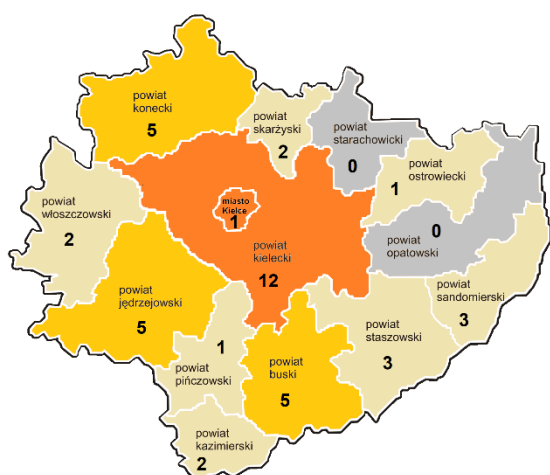 powiat
konecki
5
powiat
skarżyski
2
powiat
starachowicki
0
powiat
ostrowiecki
1
powiat
włoszczowski
2
miasto
Kielce
1
powiat
kielecki
12
0
powiat
opatowski
powiat
sandomierski
3
powiat
jędrzejowski
5
powiat
staszowski
3
1
powiat
pińczowski
powiat
buski
5
powiat
kazimierski
2